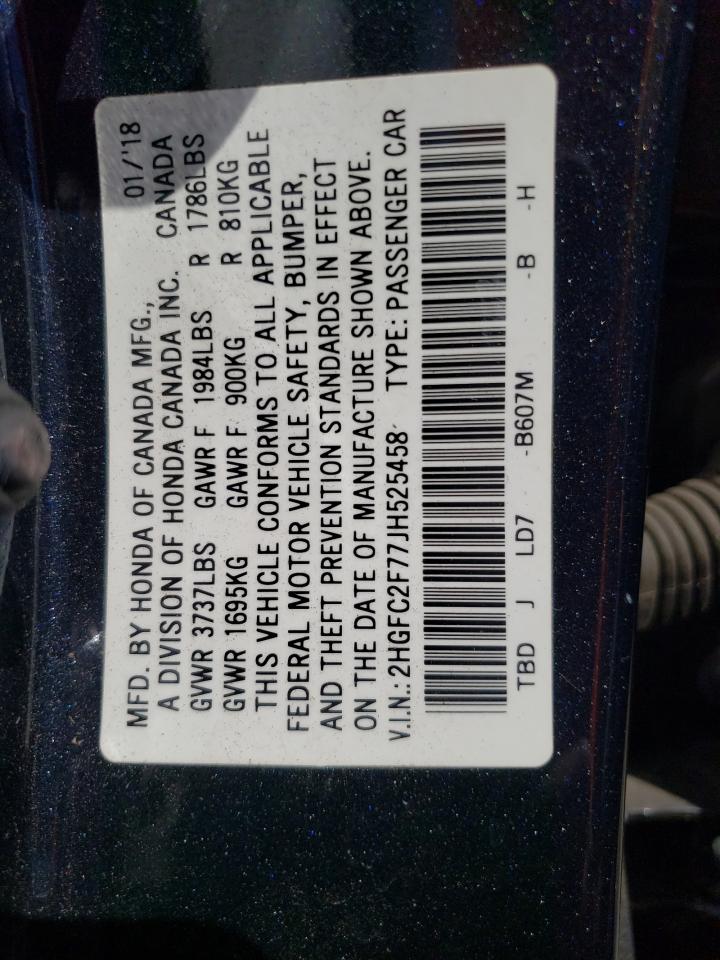 MFD. BY HONDA OF CANADA MFG., 01/'18
A DIVISION OF HONDA CANADA INC. CANADA
GVWR 3737LBS GAWR F 1984LBS R 1786LBS
GVWR 1695KG GAWR F 900KG R 810KG
THIS VEHICLE CONFORMS TO ALL APPLICABLE
FEDERAL MOTOR VEHICLE SAFETY, BUMPER,
AND THEFT PREVENTION STANDARDS IN EFFECT
ON THE DATE OF MANUFACTURE SHOWN ABOVE.
V.I.N.: 2HGFC2F77JH525458 TYPE: PASSENGER CAR
TBD J LD7 -B607M -B -H